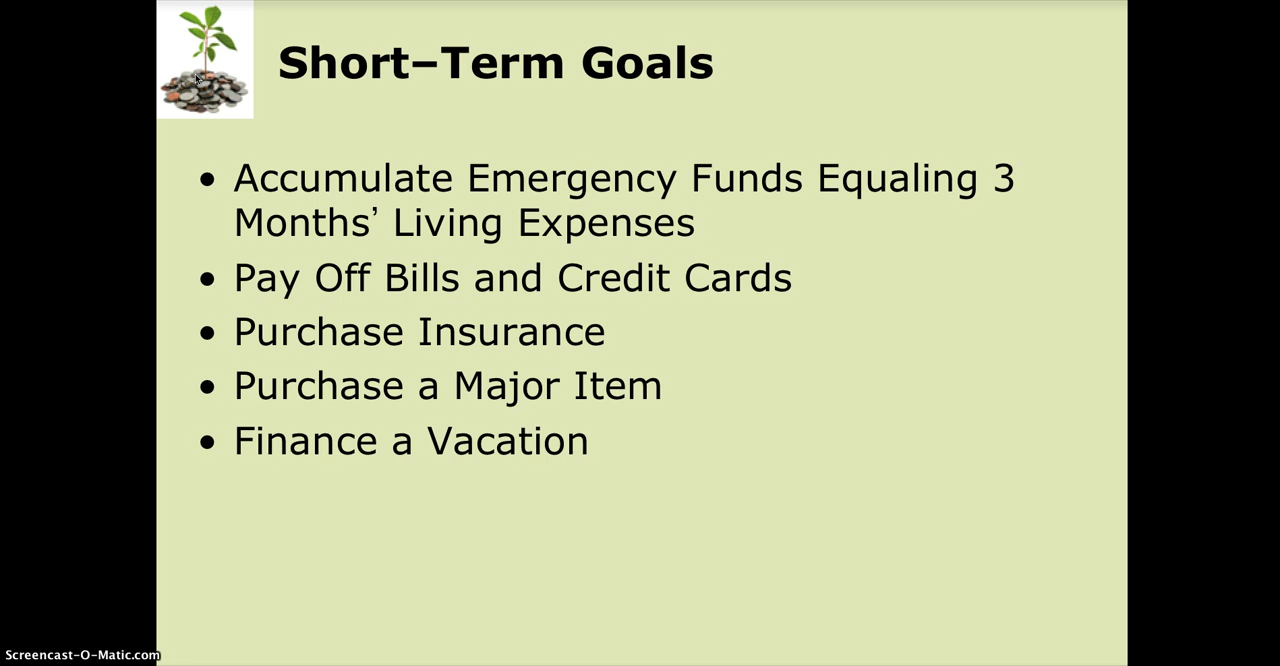 Short–Term Goals
• Accumulate Emergency Funds Equaling 3
Months’ Living Expenses
• Pay Off Bills and Credit Cards
• Purchase Insurance
• Purchase a Major Item
• Finance a Vacation
Screencast-O-Matic.com